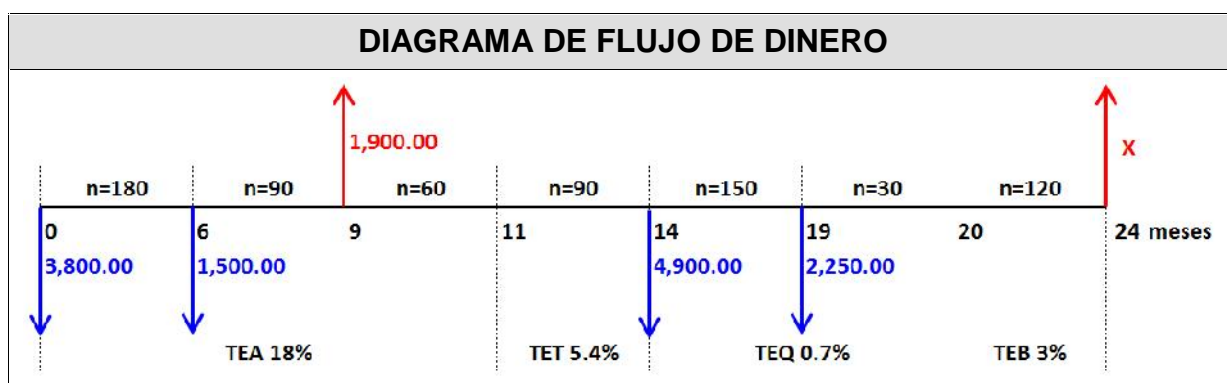 DIAGRAMA DE FLUJO DE DINERO
1,900.00
X
n=180 n=90 n=60 n=90 n=150 n=30 n=120
0 6 9 11 14 19 20 24 meses
3,800.00 1,500.00 4,900.00 2,250.00
TEA 18% TET 5.4% TEQ 0.7% TEB 3%